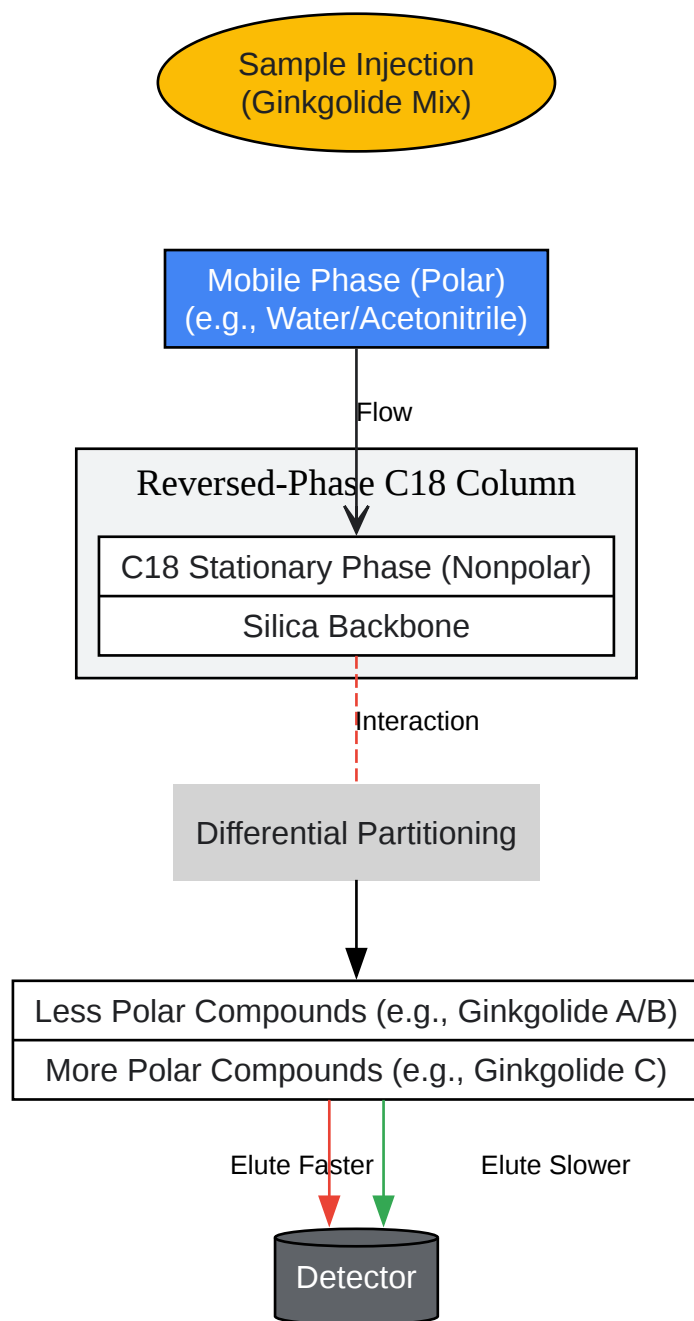 Sample Injection
(Ginkgolide Mix)
Mobile Phase (Polar)
(e.g., Water/Acetonitrile)
Flow
Reversed-Phase C18 Column
C18 Stationary Phase (Nonpolar)
Silica Backbone
Interaction
Differential Partitioning
Less Polar Compounds (e.g., Ginkgolide A/B)
More Polar Compounds (e.g., Ginkgolide C)
Elute Faster
Elute Slower
Detector